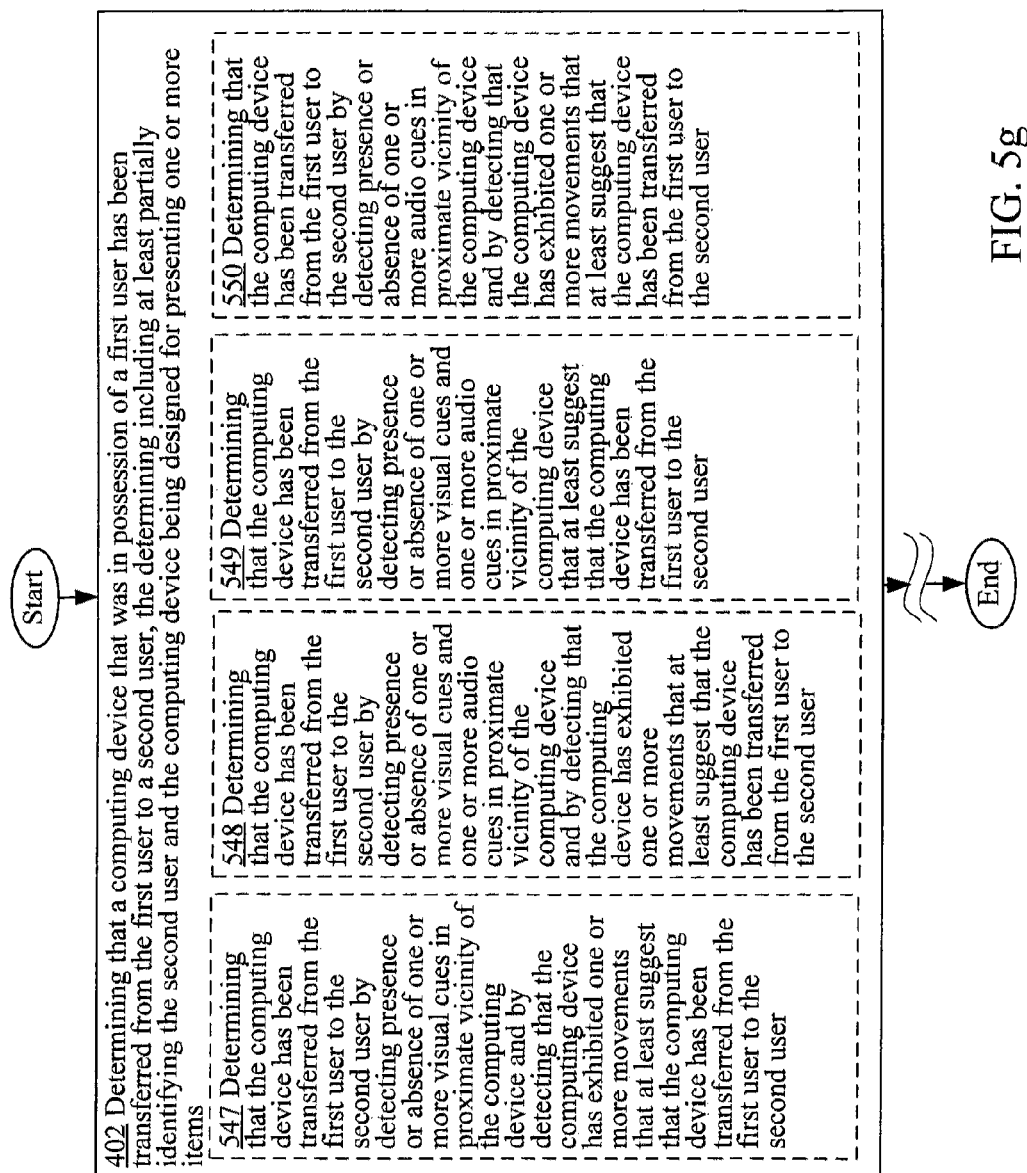 Start
402 Determining that a computing device that was in possession of a first user has been
transferred from the first user to a second user, the determining including at least partially
identifying the second user and the computing device being designed for presenting one or more
items
547 Determining
that the computing
device has been
transferred from the
first user to the
second user by
detecting presence
or absence of one or
more visual cues in
proximate vicinity of
the computing
device and by
detecting that the
computing device
has exhibited one or
more movements
that at least suggest
that the computing
device has been
transferred from the
first user to the
second user
548 Determining
that the computing
device has been
transferred from the
first user to the
second user by
detecting presence
or absence of one or
more visual cues and
one or more audio
cues in proximate
vicinity of the
computing device
and by detecting that
the computing
device has exhibited
one or more
movements that at
least suggest that the
computing device
has been transferred
from the first user to
the second user
549 Determining
that the computing
device has been
transferred from the
first user to the
second user by
detecting presence
or absence of one or
more visual cues and
one or more audio
cues in proximate
vicinity of the
computing device
that at least suggest
that the computing
device has been
transferred from the
first user to the
second user
550 Determining that
the computing device
has been transferred
from the first user to
the second user by
detecting presence or
absence of one or
more audio cues in
proximate vicinity of
the computing device
and by detecting that
the computing device
has exhibited one or
more movements that
at least suggest that
the computing device
has been transferred
from the first user to
the second user
End
FIG. 5g